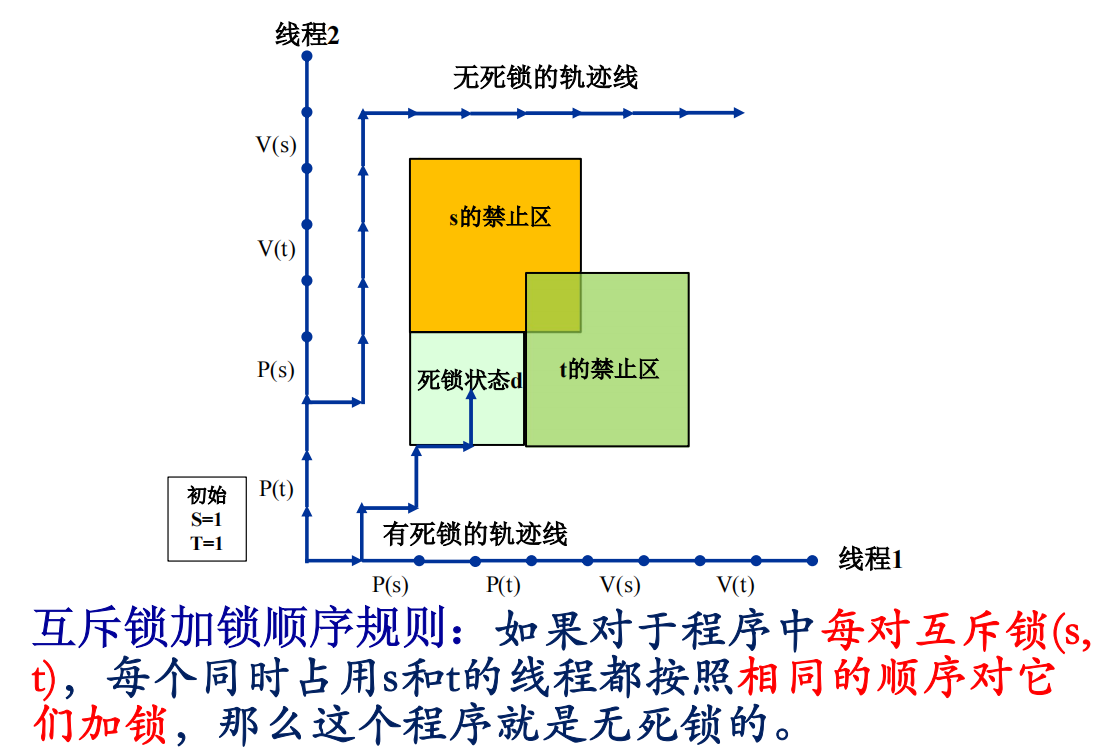 线程2
无死锁的轨迹线
V(s)
s的禁止区
V(t)
P(s)
死锁状态d
t的禁止区
P(t)
初始
S=1
T=1
有死锁的轨迹线
线程1
P(s)
P(t)
V(s)
V(t)
互斥锁加锁顺序规则：如果对于程序中每对互斥锁(s,
t)，每个同时占用s和t的线程都按照相同的顺序对它
们加锁，那么这个程序就是无死锁的。